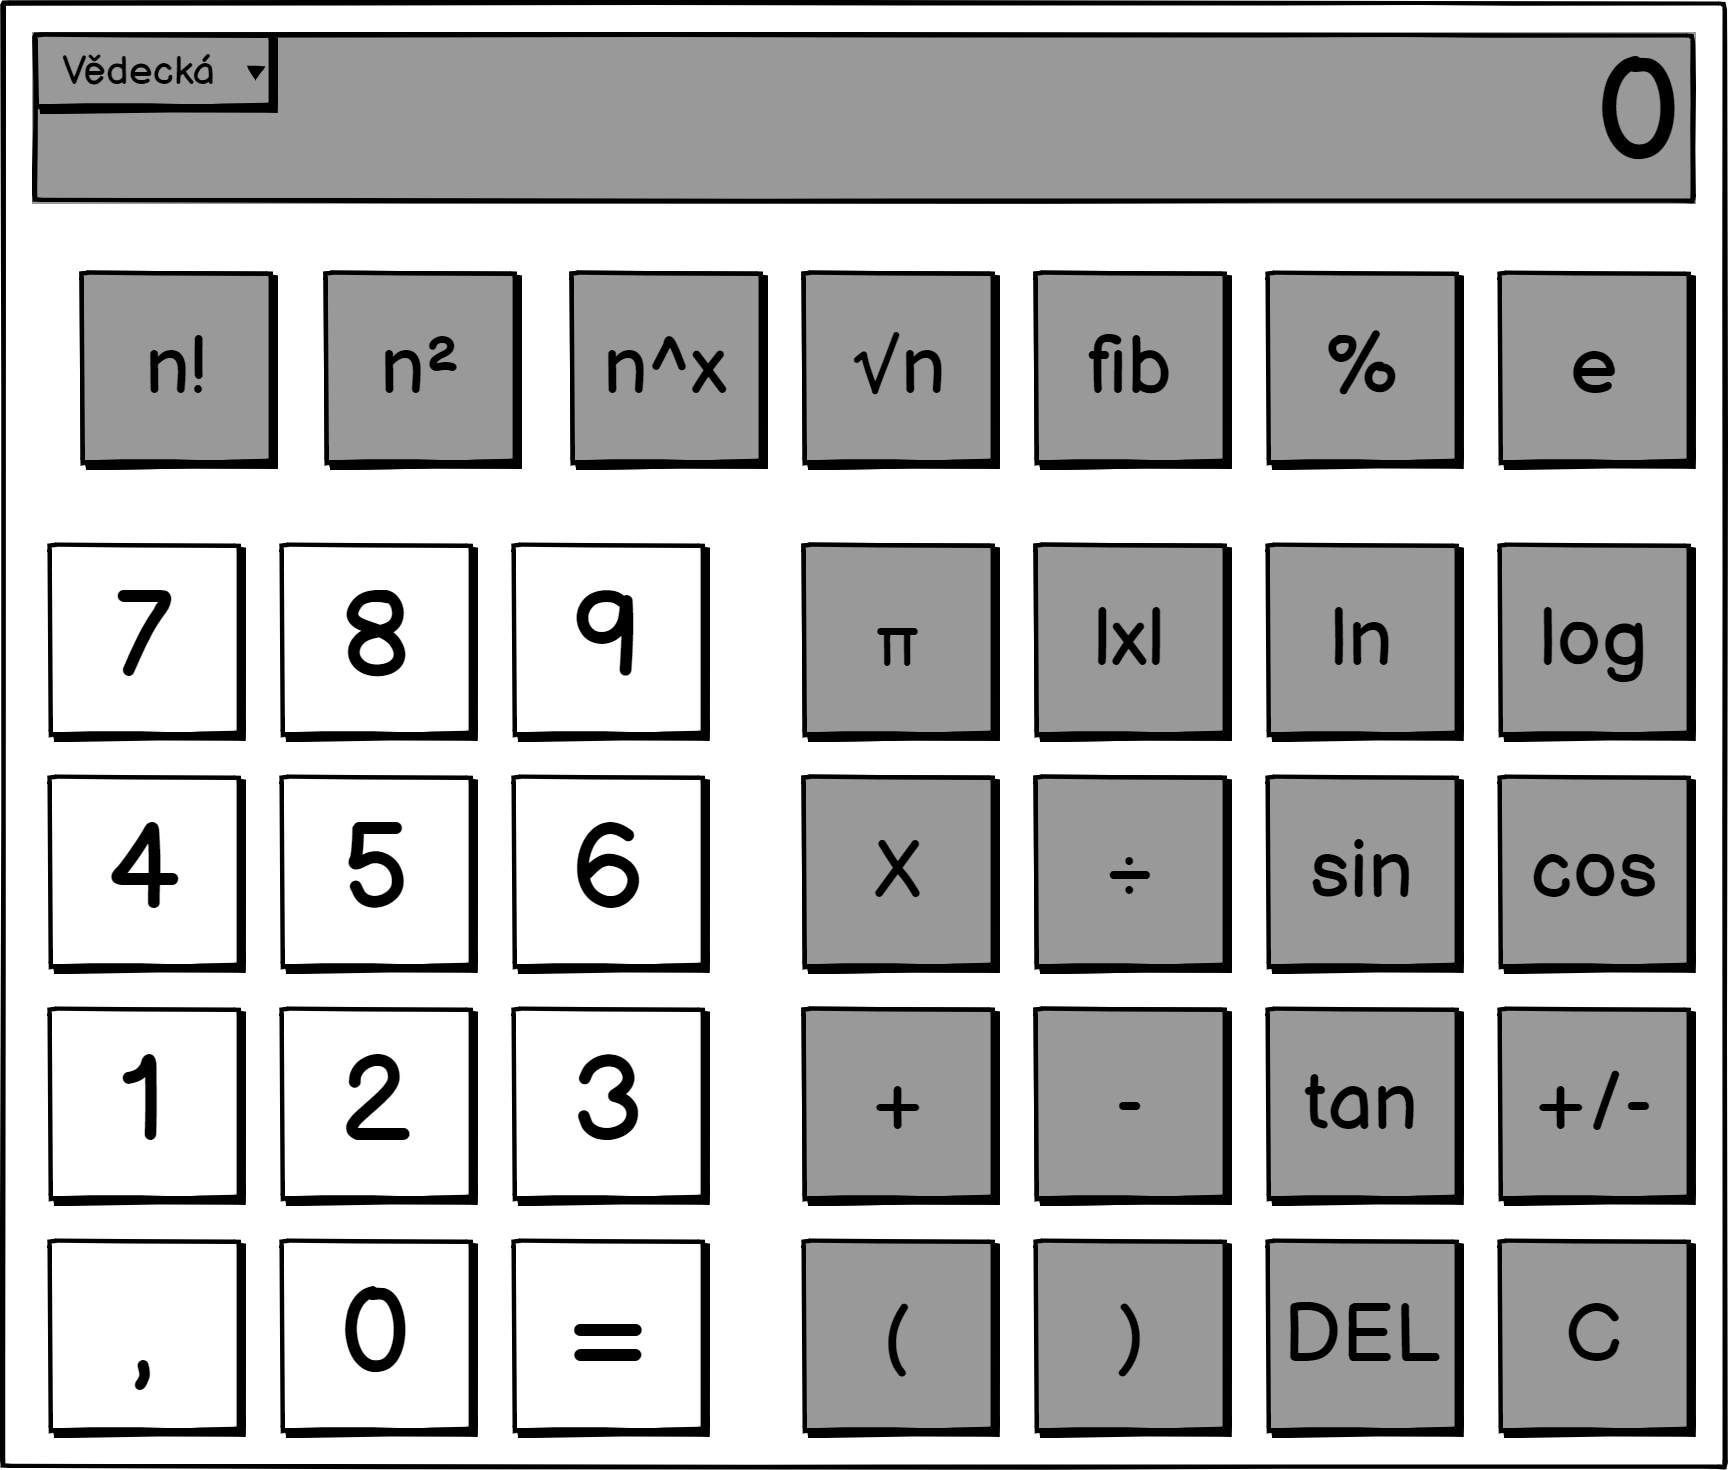 Vědecká ▼
0
n! n² n^x √n fib % e
7 8 9 π |x| ln log
4 5 6 X ÷ sin cos
1 2 3 + - tan +/-
, 0 = ( ) DEL C